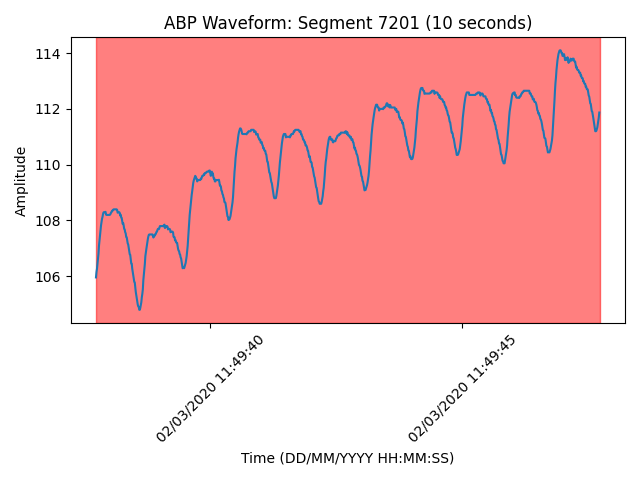 ABP Waveform: Segment 7201 (10 seconds)
114
112
110
108
106
Amplitude
02/03/2020 11:49:40
02/03/2020 11:49:45
Time (DD/MM/YYYY HH:MM:SS)